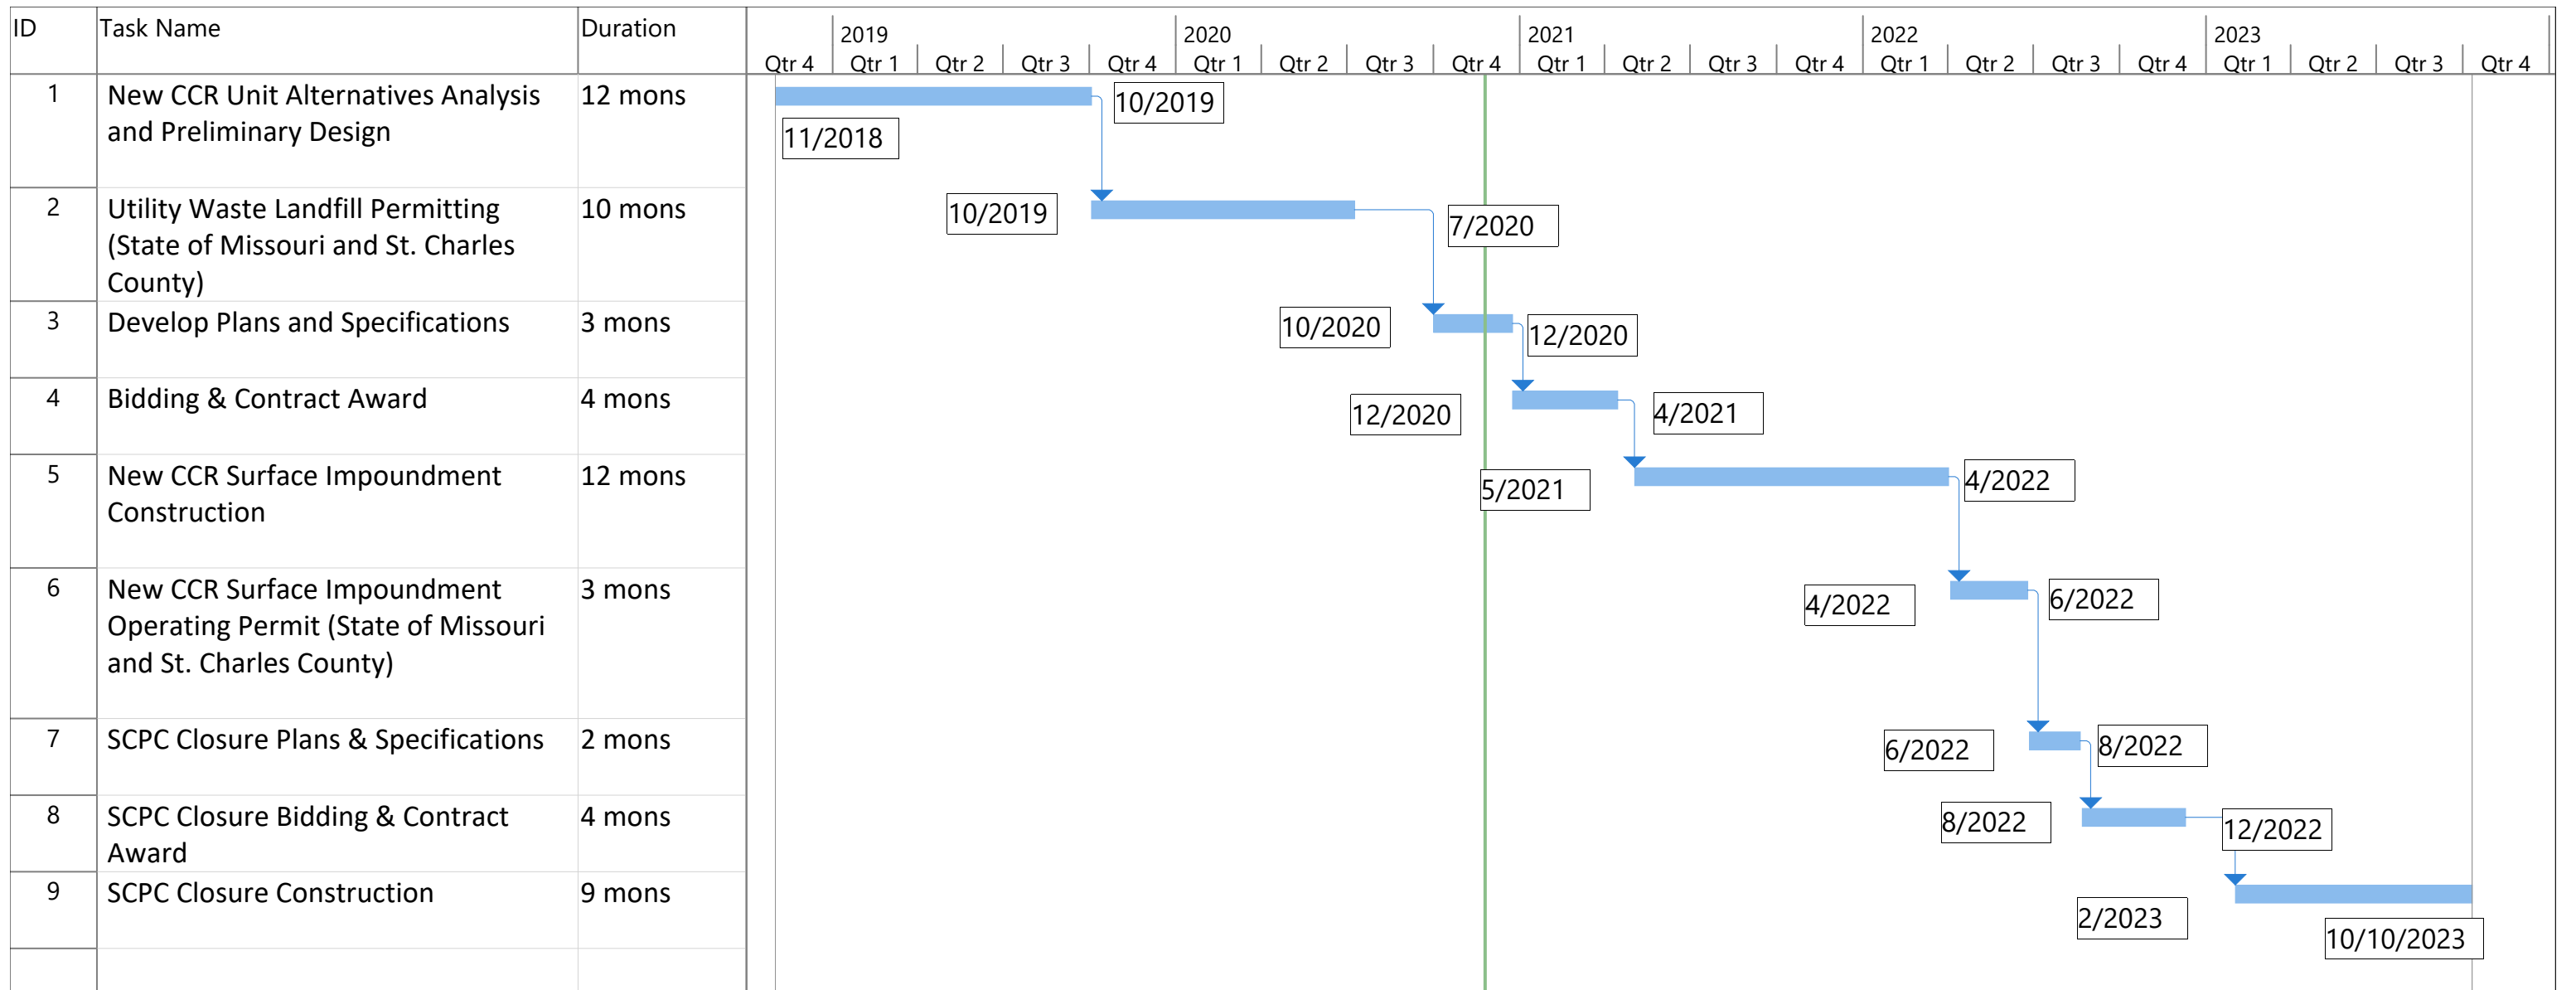 ID Task Name Duration
2019 2020 2021 2022 2023
Qtr 4 Qtr 1 Qtr 2 Qtr 3 Qtr 4 Qtr 1 Qtr 2 Qtr 3 Qtr 4 Qtr 1 Qtr 2 Qtr 3 Qtr 4 Qtr 1 Qtr 2 Qtr 3 Qtr 4 Qtr 1 Qtr 2 Qtr 3 Qtr 4
1 New CCR Unit Alternatives Analysis 12 mons 10/2019
and Preliminary Design 11/2018
2 Utility Waste Landfill Permitting 10 mons 10/2019 7/2020
(State of Missouri and St. Charles
County)
3 Develop Plans and Specifications 3 mons 10/2020 12/2020
4 Bidding & Contract Award 4 mons 12/2020 4/2021
5 New CCR Surface Impoundment 12 mons 5/2021 4/2022
Construction
6 New CCR Surface Impoundment 3 mons 4/2022 6/2022
Operating Permit (State of Missouri
and St. Charles County)
7 SCPC Closure Plans & Specifications 2 mons 6/2022 8/2022
8 SCPC Closure Bidding & Contract 4 mons 8/2022 12/2022
Award
9 SCPC Closure Construction 9 mons 2/2023
10/10/2023